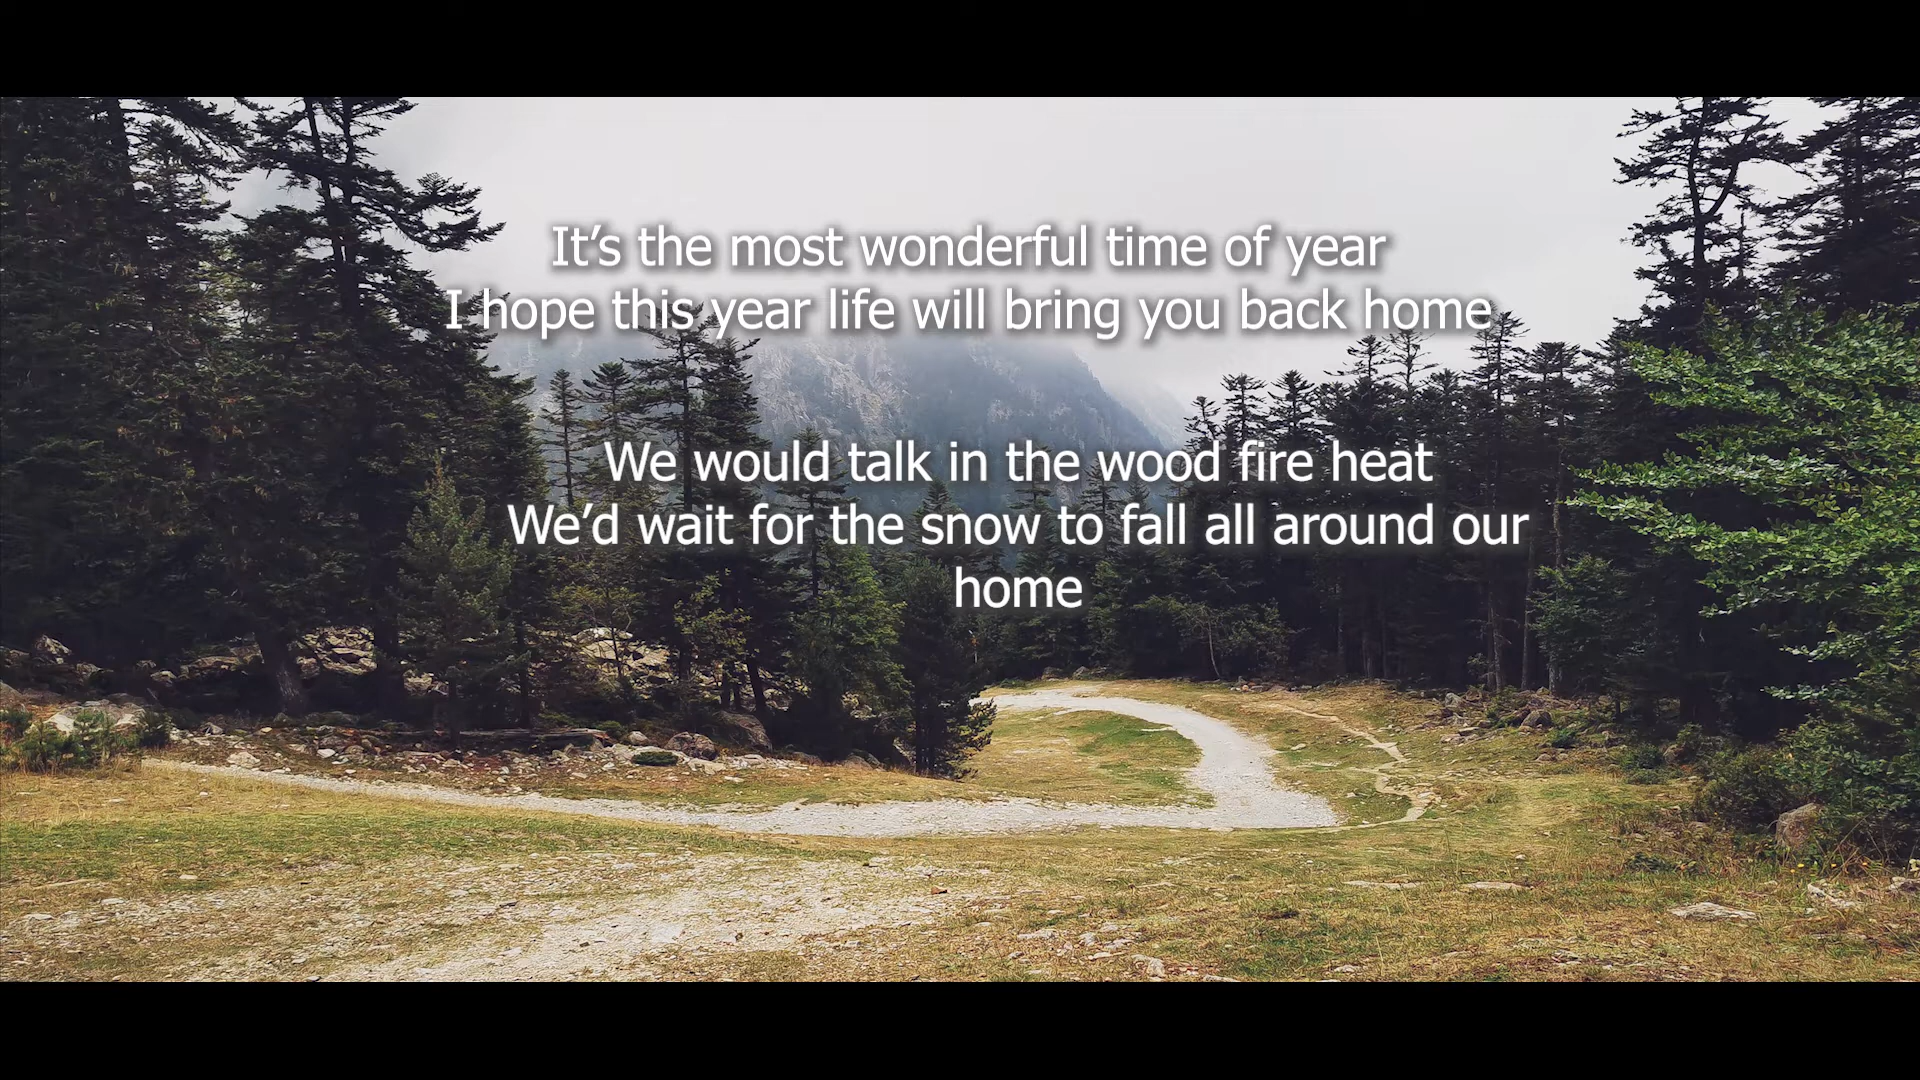 It’s the most wonderful time of year
I hope this year life will bring you back home
We would talk in the wood fire heat
We’d wait for the snow to fall all around our
home